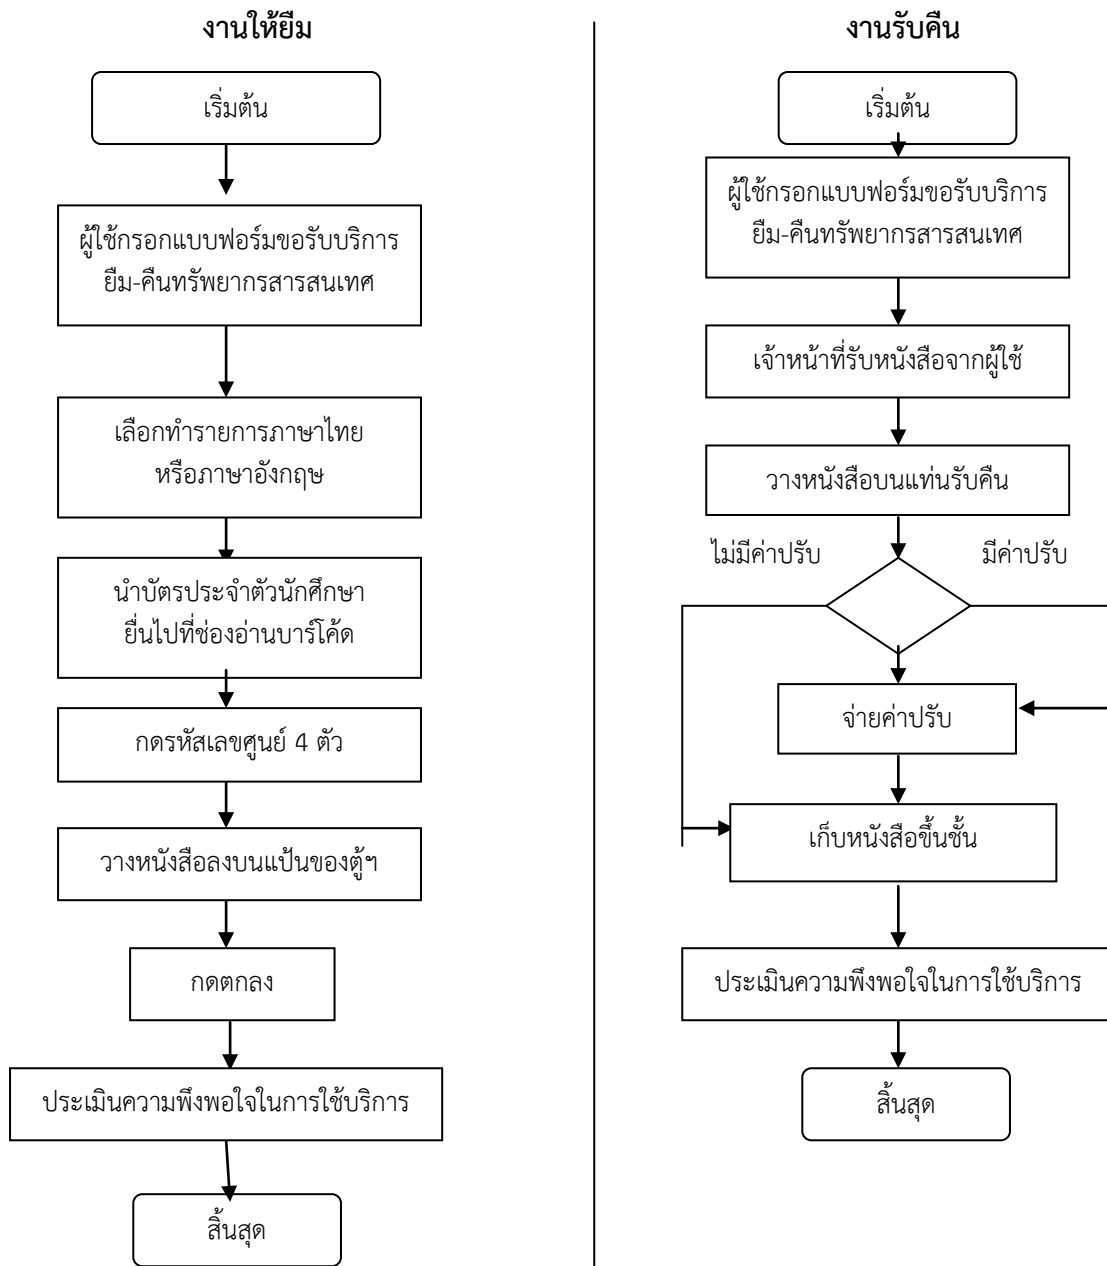 งานให้ยืม
เริ่มต้น
ผู้ใช้กรอกแบบฟอร์มขอรับบริการ
ยืม-คืนทรัพยากรสารสนเทศ
เลือกทำรายการภาษาไทย
หรือภาษาอังกฤษ
นำบัตรประจำตัวนักศึกษา
ยื่นไปที่ช่องอ่านบาร์โค้ด
กดรหัสเลขศูนย์ 4 ตัว
วางหนังสือลงบนแป้นของตู้ฯ
กดตกลง
ประเมินความพึงพอใจในการใช้บริการ
สิ้นสุด
งานรับคืน
เริ่มต้น
ผู้ใช้กรอกแบบฟอร์มขอรับบริการ
ยืม-คืนทรัพยากรสารสนเทศ
เจ้าหน้าที่รับหนังสือจากผู้ใช้
วางหนังสือบนแท่นรับคืน
ไม่มีค่าปรับ
มีค่าปรับ
จ่ายค่าปรับ
เก็บหนังสือขึ้นชั้น
ประเมินความพึงพอใจในการใช้บริการ
สิ้นสุด